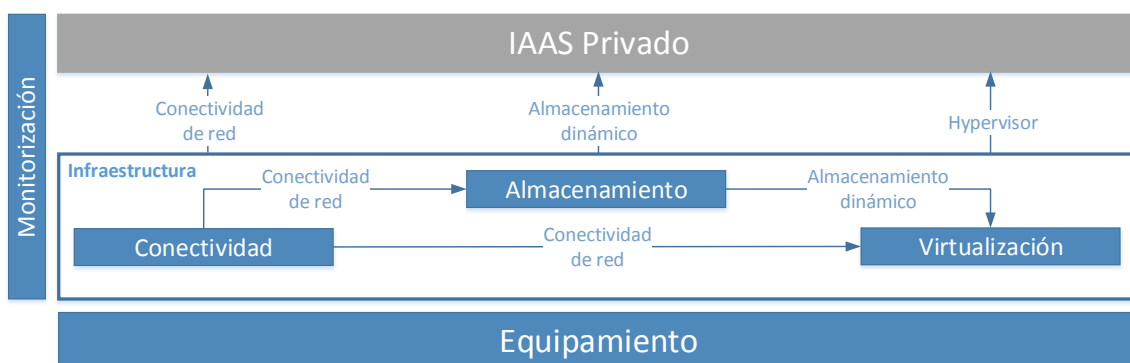 IAAS Privado
Monitorización
Conectividad
de red
Almacenamiento
dinámico
Hypervisor
Infraestructura
Conectividad
de red
Almacenamiento
Almacenamiento
dinámico
Conectividad
Conectividad
de red
Virtualización
Equipamiento